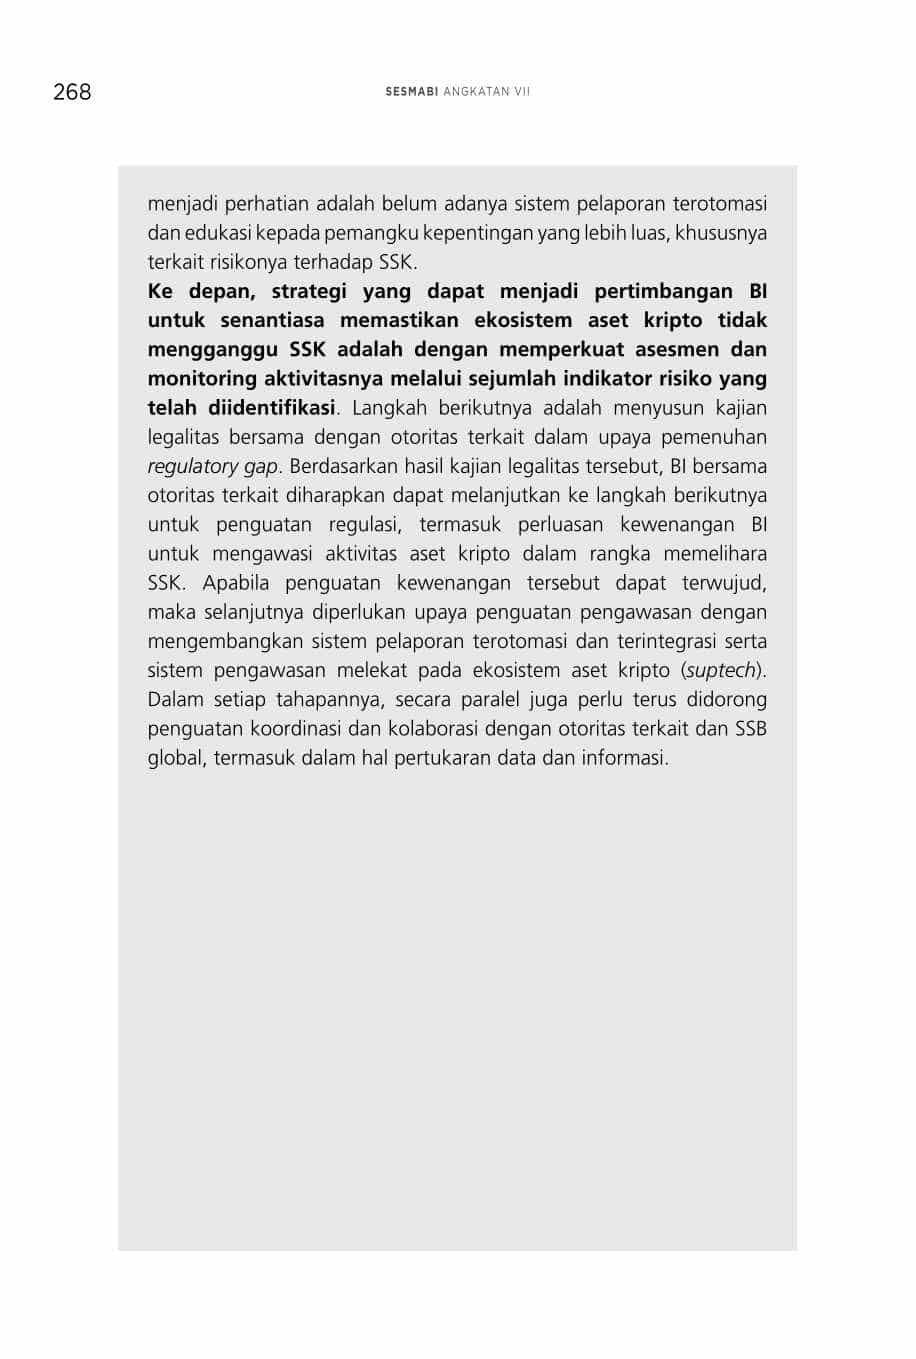 268
SESMABI ANGKATAN VII
menjadi perhatian adalah belum adanya sistem pelaporan terotomasi
dan edukasi kepada pemangku kepentingan yang lebih luas, khususnya
terkait risikonya terhadap SSK.
Ke depan, strategi yang dapat menjadi pertimbangan BI
untuk senantiasa memastikan ekosistem aset kripto tidak
mengganggu SSK adalah dengan memperkuat asesmen dan
monitoring aktivitasnya melalui sejumlah indikator risiko yang
telah diidentifikasi. Langkah berikutnya adalah menyusun kajian
legalitas bersama dengan otoritas terkait dalam upaya pemenuhan
regulatory gap. Berdasarkan hasil kajian legalitas tersebut, BI bersama
otoritas terkait diharapkan dapat melanjutkan ke langkah berikutnya
untuk penguatan regulasi, termasuk perluasan kewenangan BI
untuk mengawasi aktivitas aset kripto dalam rangka memelihara
SSK. Apabila penguatan kewenangan tersebut dapat terwujud,
maka selanjutnya diperlukan upaya penguatan pengawasan dengan
mengembangkan sistem pelaporan terotomasi dan terintegrasi serta
sistem pengawasan melekat pada ekosistem aset kripto (suptech).
Dalam setiap tahapannya, secara paralel juga perlu terus didorong
penguatan koordinasi dan kolaborasi dengan otoritas terkait dan SSB
global, termasuk dalam hal pertukaran data dan informasi.